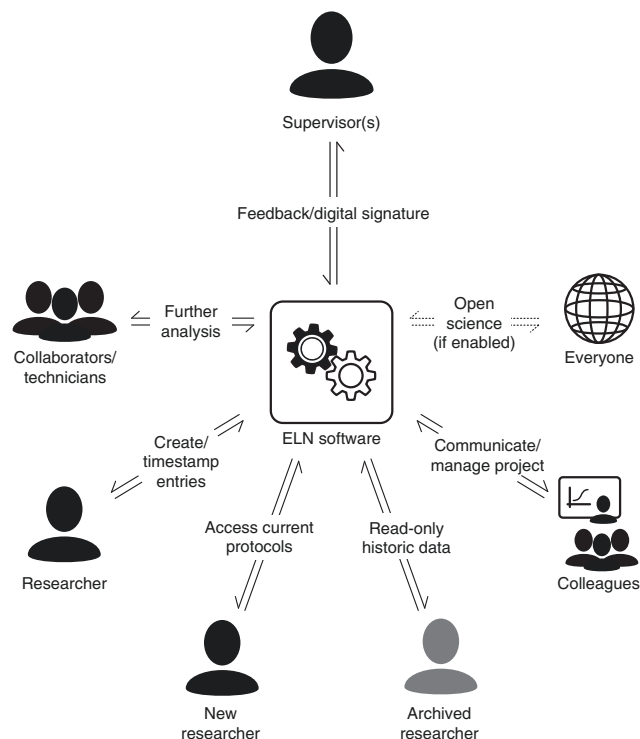 Supervisor(s)
Feedback/digital signature
Further
analysis
Collaborators/
technicians
Open
science
(if enabled)
Everyone
ELN software
Create/
timestamp
entries
Researcher
Communicate/
manage project
Colleagues
Access current
protocols
Read-only
historic data
New
researcher
Archived
researcher